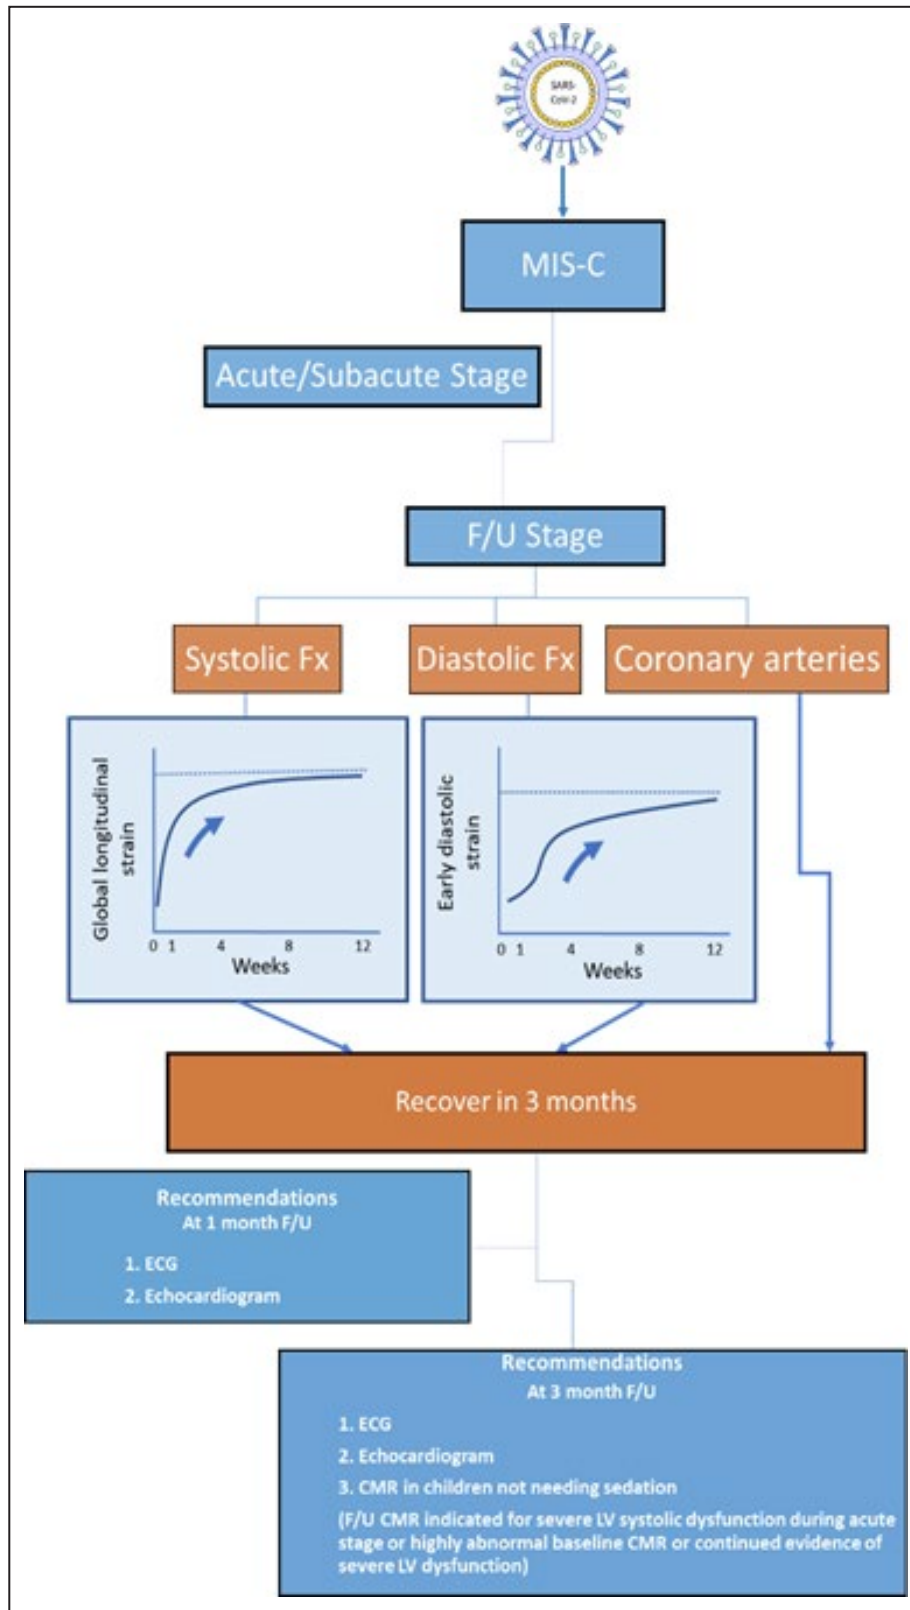 SARS-
CoV-2
MIS-C
Acute/Subacute Stage
F/U Stage
Systolic Fx
Diastolic Fx
Coronary arteries
Global longitudinal
strain
0 1 4 8 12
Weeks
Early diastolic
strain
0 1 4 8 12
Weeks
Recover in 3 months
Recommendations
At 1 month F/U
1. ECG
2. Echocardiogram
Recommendations
At 3 month F/U
1. ECG
2. Echocardiogram
3. CMR in children not needing sedation
(F/U CMR indicated for severe LV systolic dysfunction during acute
stage or highly abnormal baseline CMR or continued evidence of
severe LV dysfunction)